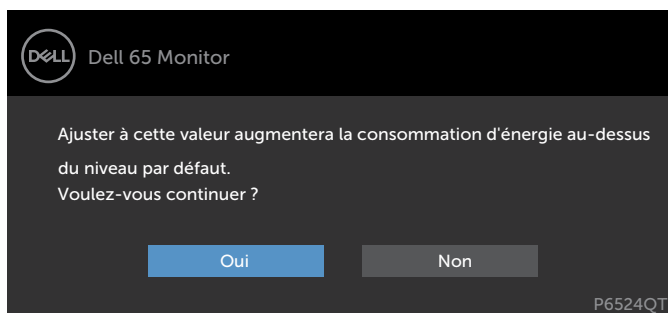 DELL
Dell 65 Monitor
Ajuster à cette valeur augmentera la consommation d'énergie au-dessus
du niveau par défaut.
Voulez-vous continuer ?
Oui
Non
P6524QT